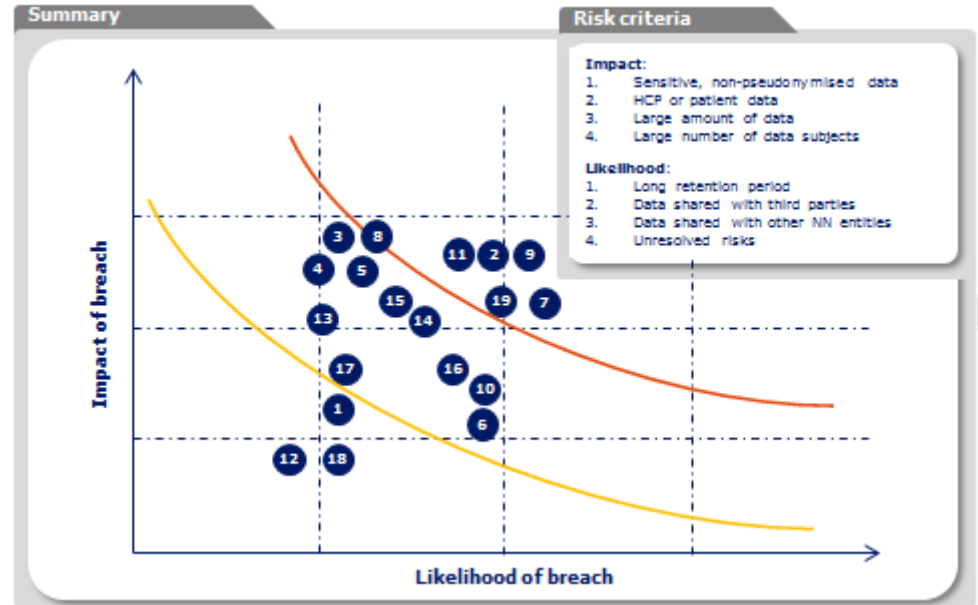 Summary
Risk criteria
Impact:
1. Sensitive, non-pseudonymised data
2. HCP or patient data
3. Large amount of data
4. Large number of data subjects
Likelihood:
1. Long retention period
2. Data shared with third parties
3. Data shared with other NN entities
4. Unresolved risks
Impact of breach
3 8
11 2 9
4 5
15 19 7
13 14
17 16
10
1
6
12 18
Likelihood of breach